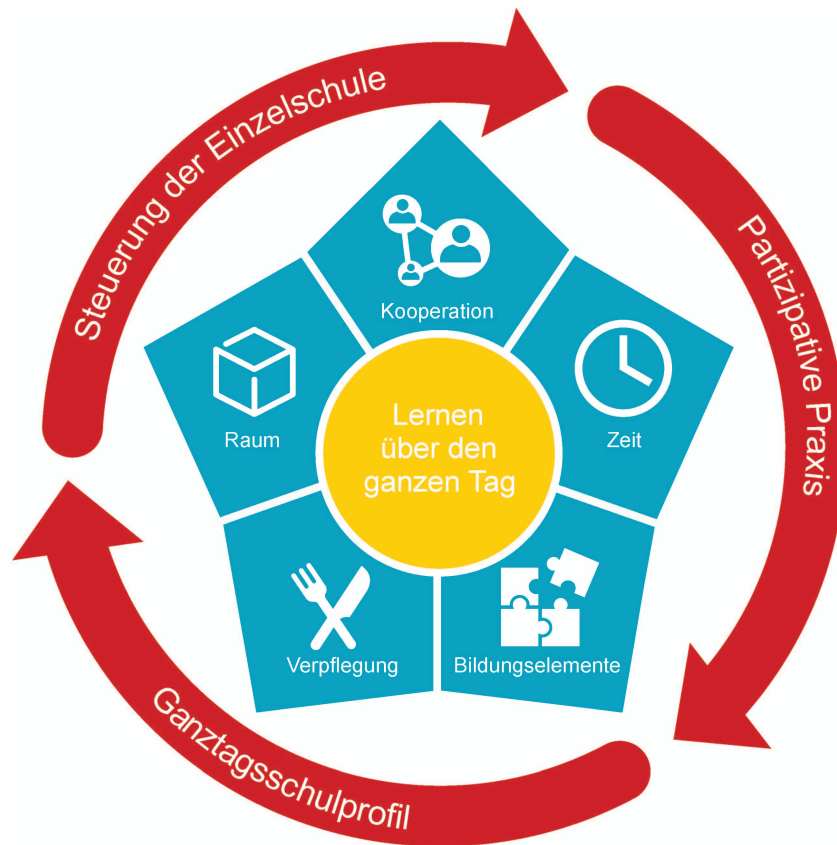 Steuerung der Einzelschule
Partizipative Praxis
Ganztagsschulprofil
Kooperation
Raum
Zeit
Lernen
über den
ganzen Tag
Verpflegung
Bildungselemente